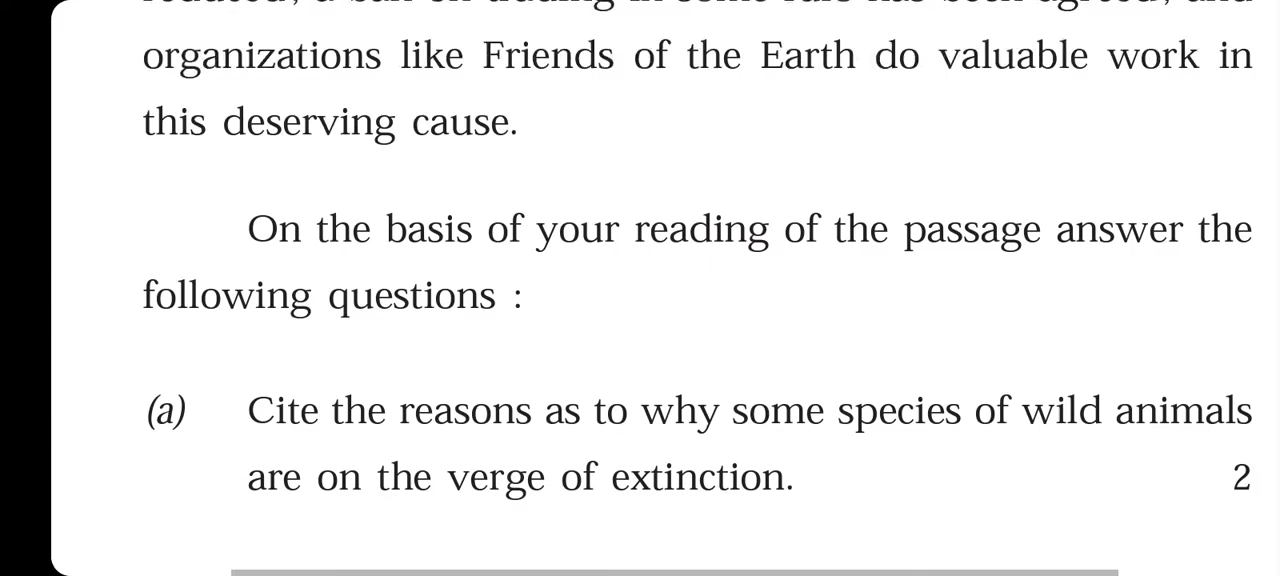 organizations like Friends of the Earth do valuable work in
this deserving cause.
On the basis of your reading of the passage answer the
following questions :
(a) Cite the reasons as to why some species of wild animals
are on the verge of extinction. 2